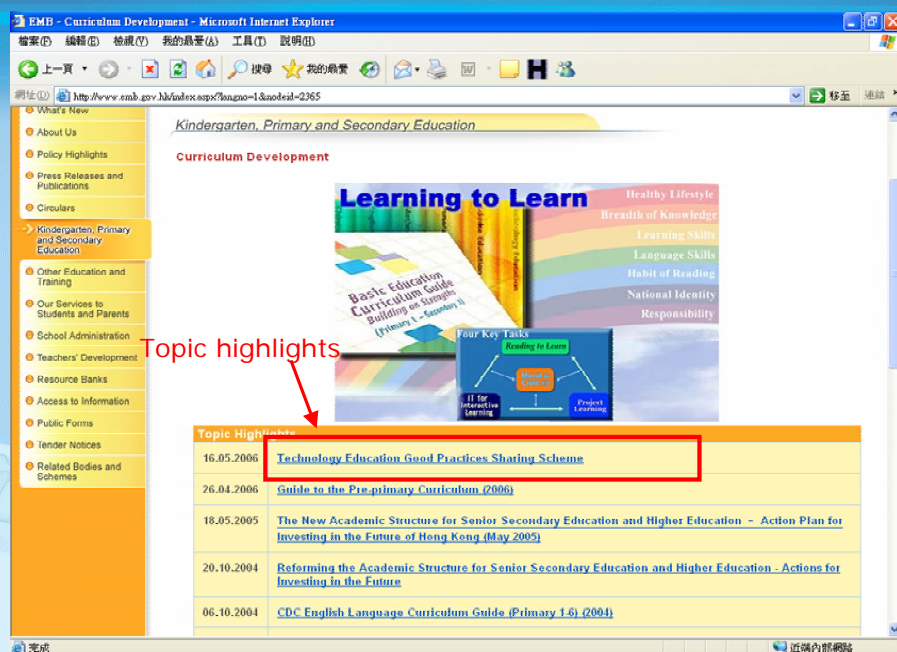 EMB - Curriculum Development - Microsoft Internet Explorer
檔案(F) 編輯(E) 檢視(V) 我的最愛(A) 工具(T) 說明(H)
上一頁 搜尋 我的最愛
網址(D) http://www.emb.gov.hk/index.aspx?langno=1&nodeid=2365 移至 連結
What's New
About Us
Policy Highlights
Press Releases and
Publications
Circulars
Kindergarten, Primary
and Secondary
Education
Other Education and
Training
Our Services to
Students and Parents
School Administration
Teachers' Development
Resource Banks
Access to Information
Public Forms
Tender Notices
Related Bodies and
Schemes
Kindergarten, Primary and Secondary Education
Curriculum Development
Learning to Learn
Healthy Lifestyle
Breadth of Knowledge
Learning Skills
Language Skills
Habit of Reading
National Identity
Responsibility
Basic Education
Curriculum Guide
Building on Strengths
(Primary 1 - Secondary 3)
Four Key Tasks
Reading to Learn
IT for
Interactive
Learning
Project
Learning
Topic highlights
Topic Highlights
16.05.2006 Technology Education Good Practices Sharing Scheme
26.04.2006 Guide to the Pre-primary Curriculum (2006)
18.05.2005 The New Academic Structure for Senior Secondary Education and Higher Education - Action Plan for
Investing in the Future of Hong Kong (May 2005)
20.10.2004 Reforming the Academic Structure for Senior Secondary Education and Higher Education - Actions for
Investing in the Future
06.10.2004 CDC English Language Curriculum Guide (Primary 1-6) (2004)
完成 近端內部網路